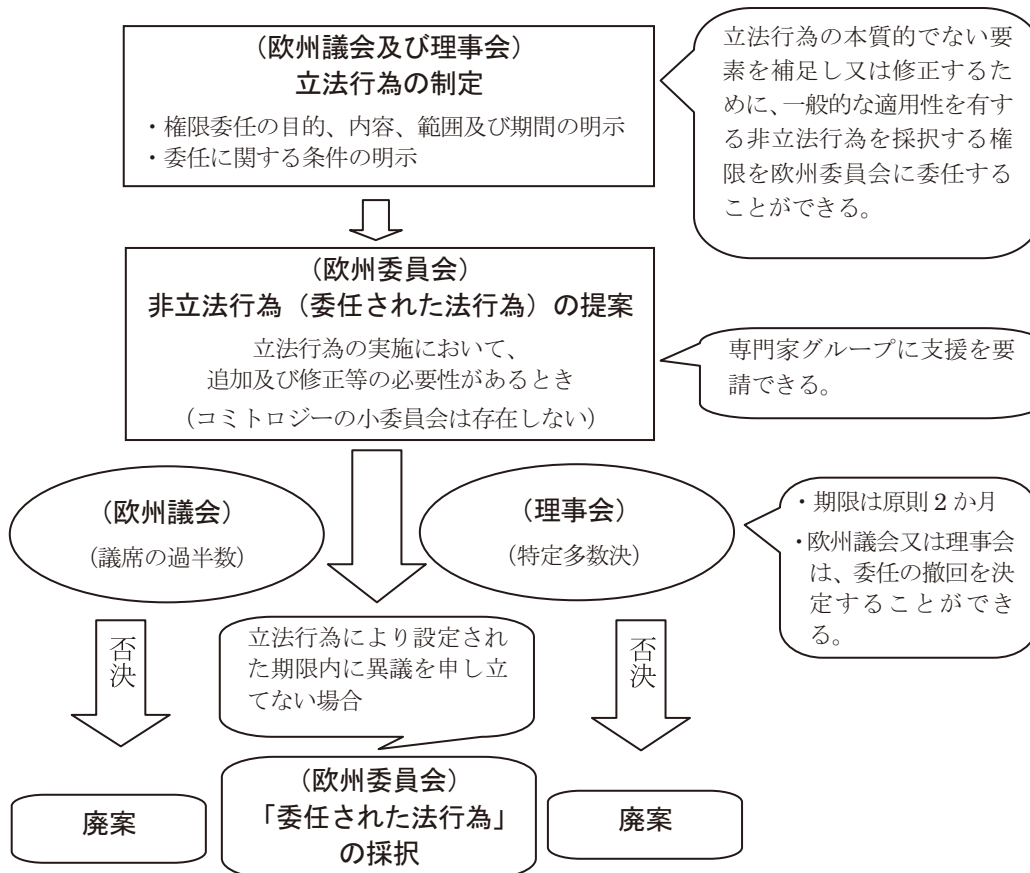 （欧州議会及び理事会）
立法行為の制定
・権限委任の目的、内容、範囲及び期間の明示
・委任に関する条件の明示
立法行為の本質的でない要
素を補足し又は修正するた
めに、一般的な適用性を有す
る非立法行為を採択する権
限を欧州委員会に委任する
ことができる。
（欧州委員会）
非立法行為（委任された法行為）の提案
立法行為の実施において、
追加及び修正等の必要性があるとき
（コミトロジーの小委員会は存在しない）
専門家グループに支援を要
請できる。
（欧州議会）
（議席の過半数）
（理事会）
（特定多数決）
・期限は原則 2 か月
・欧州議会又は理事会
は、委任の撤回を決
定することができ
る。
否決
立法行為により設定され
た期限内に異議を申し立
てない場合
否決
廃案
（欧州委員会）
「委任された法行為」
の採択
廃案